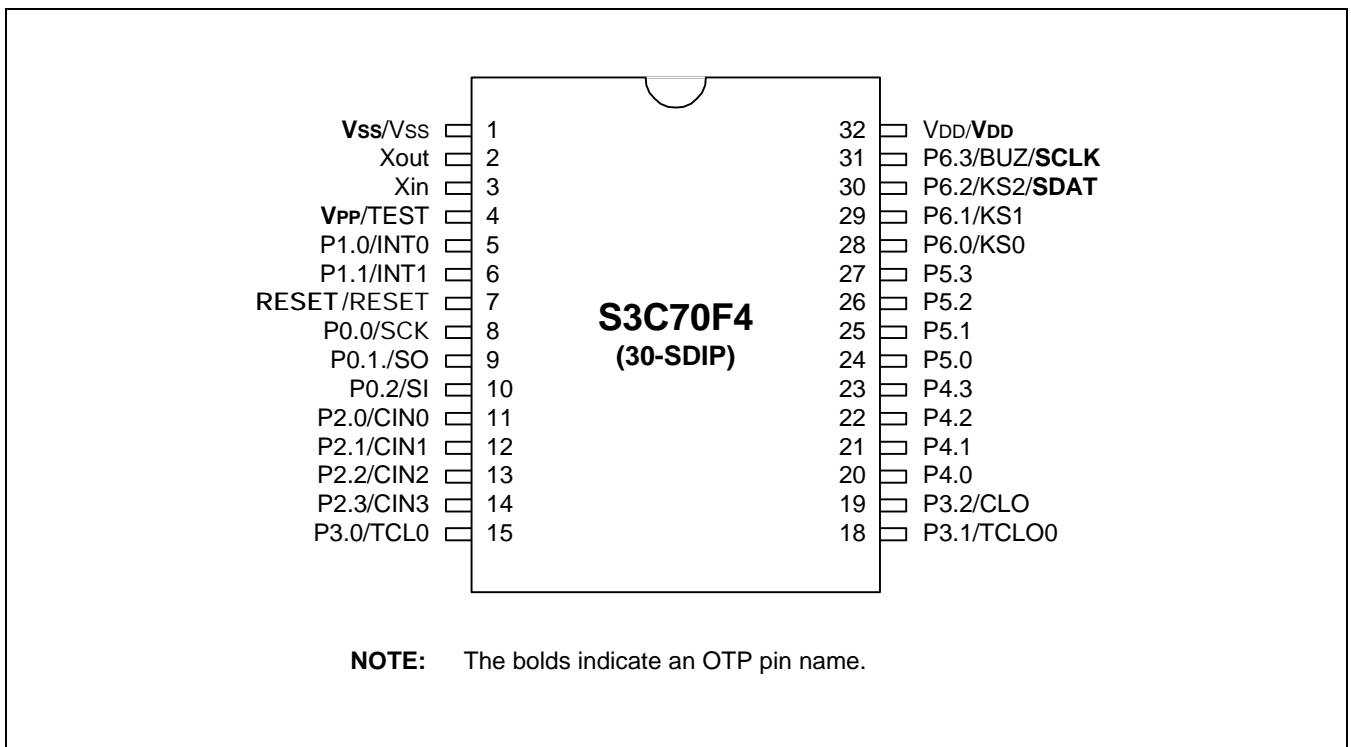 Vss/Vss 1 32 VDD/VDD
Xout 2 31 P6.3/BUZ/SCLK
Xin 3 30 P6.2/KS2/SDAT
VPP/TEST 4 29 P6.1/KS1
P1.0/INT0 5 28 P6.0/KS0
P1.1/INT1 6 27 P5.3
RESET/RESET 7 26 P5.2
P0.0/SCK 8 25 P5.1
P0.1./SO 9 24 P5.0
P0.2/SI 10 23 P4.3
P2.0/CIN0 11 22 P4.2
P2.1/CIN1 12 21 P4.1
P2.2/CIN2 13 20 P4.0
P2.3/CIN3 14 19 P3.2/CLO
P3.0/TCL0 15 18 P3.1/TCLO0
S3C70F4
(30-SDIP)
NOTE: The bolds indicate an OTP pin name.